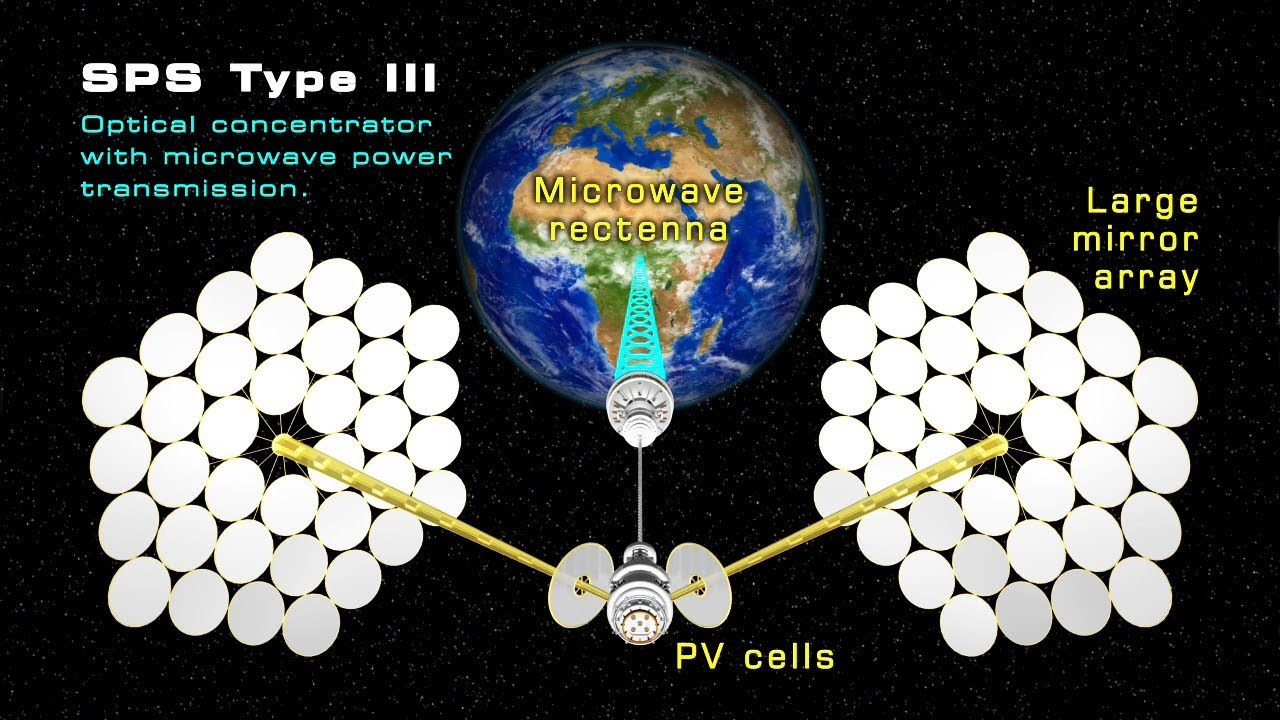 SPS Type III
Optical concentrator
with microwave power
transmission.
Microwave
rectenna
Large
mirror
array
PV cells